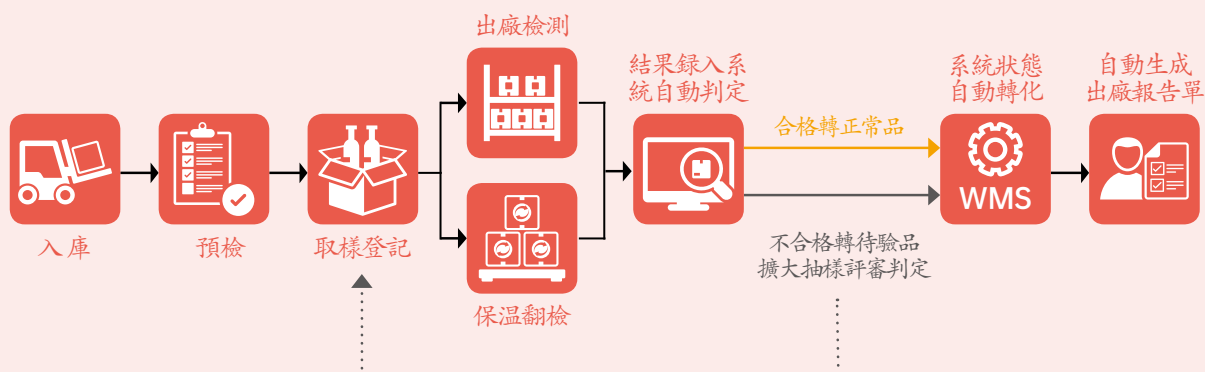 入庫
預檢
取樣登記
出廠檢測
保温翻檢
結果録入系
統自動判定
合格轉正常品
不合格轉待驗品
擴大抽樣評審判定
系統狀態
自動轉化
WMS
自動生成
出廠報告單